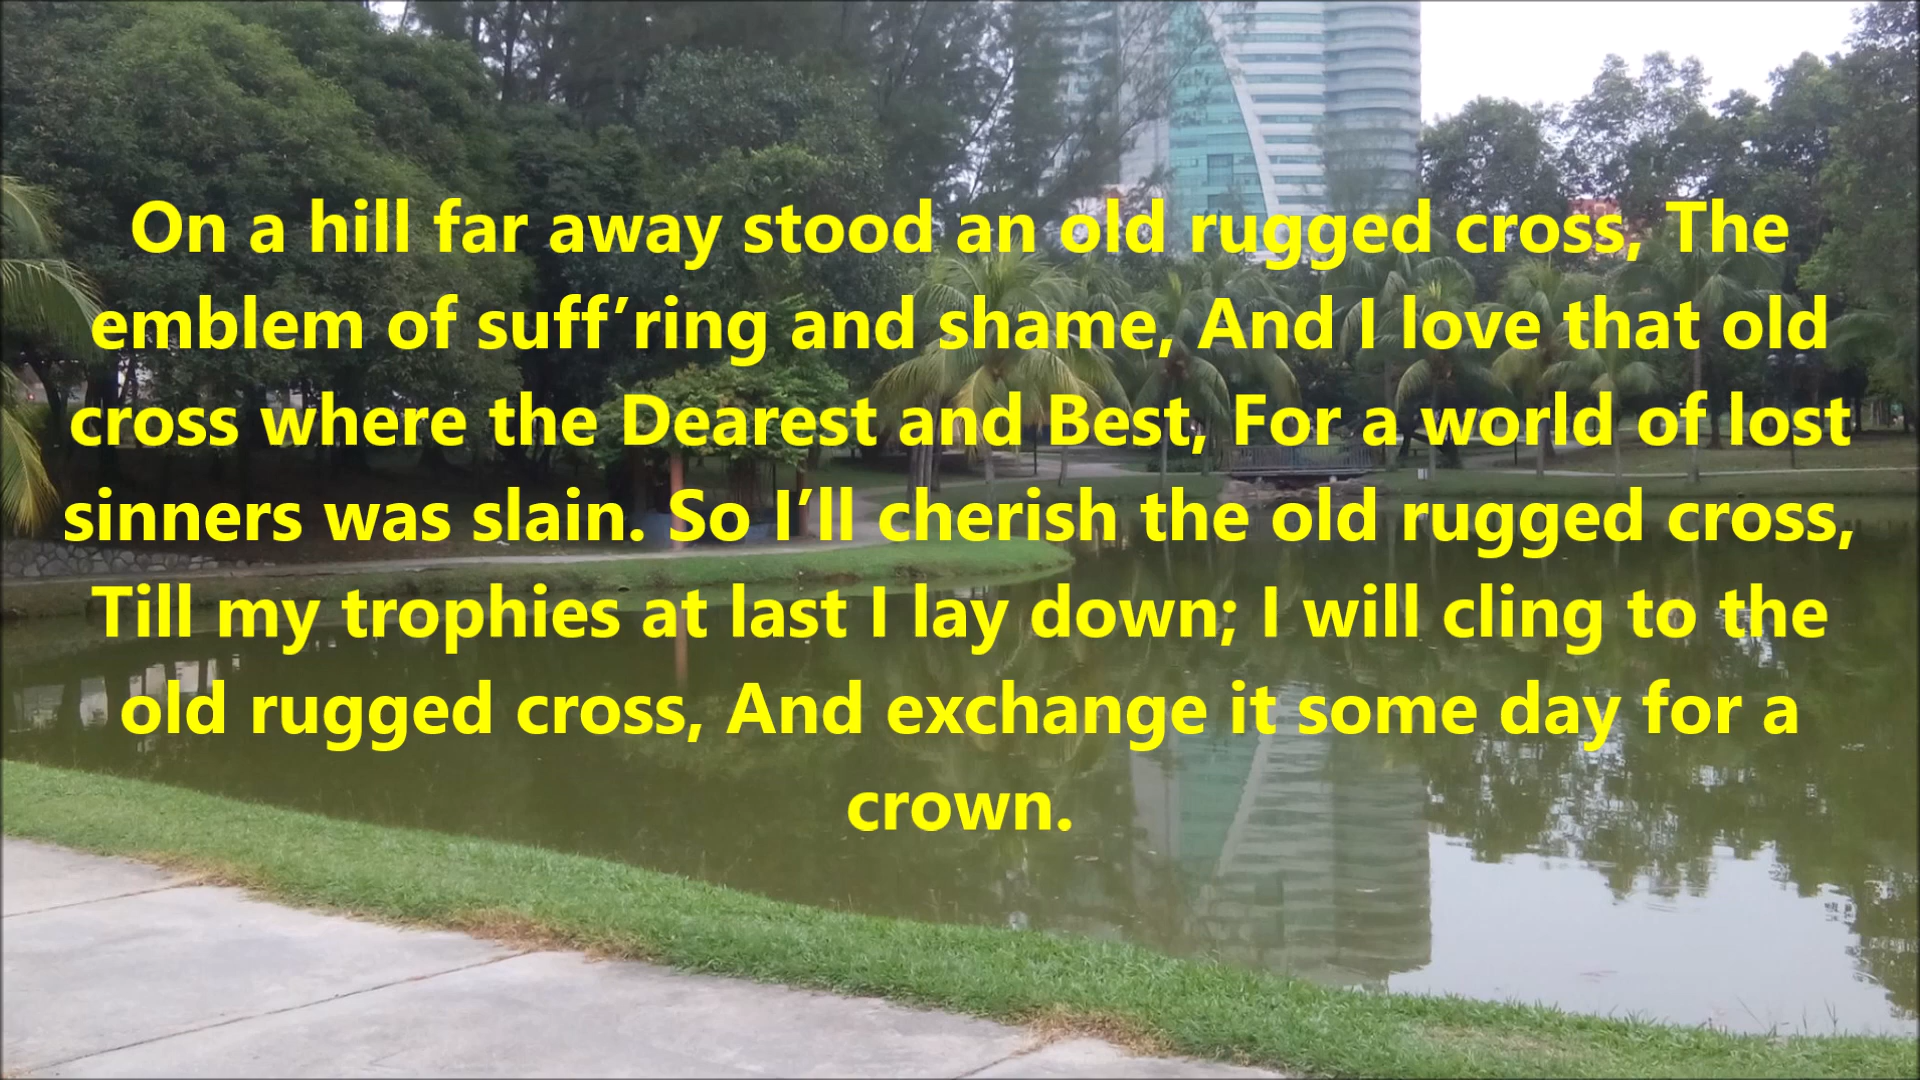 On a hill far away stood an old rugged cross, The
emblem of suff’ring and shame, And I love that old
cross where the Dearest and Best, For a world of lost
sinners was slain. So I’ll cherish the old rugged cross,
Till my trophies at last I lay down; I will cling to the
old rugged cross, And exchange it some day for a
crown.